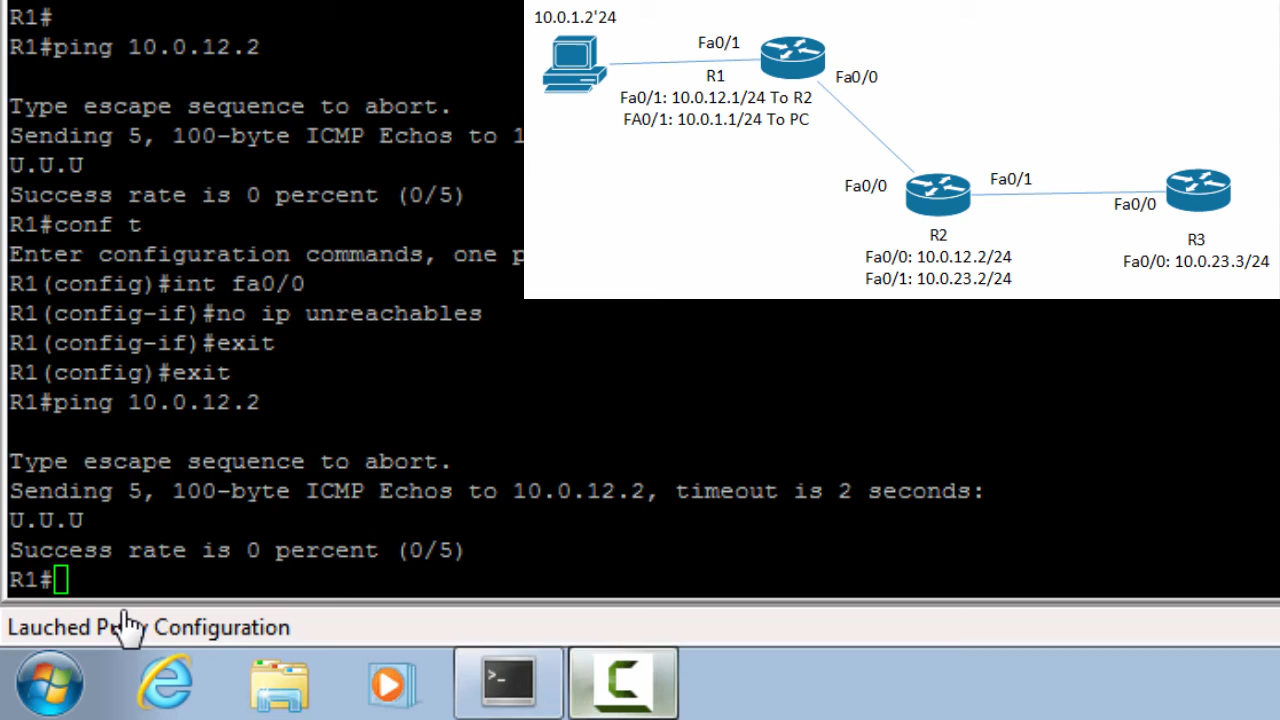 R1#
R1#ping 10.0.12.2
Type escape sequence to abort.
Sending 5, 100-byte ICMP Echos to 1
U.U.U
Success rate is 0 percent (0/5)
R1#conf t
Enter configuration commands, one p
R1(config)#int fa0/0
R1(config-if)#no ip unreachables
R1(config-if)#exit
R1(config)#exit
R1#ping 10.0.12.2
Type escape sequence to abort.
Sending 5, 100-byte ICMP Echos to 10.0.12.2, timeout is 2 seconds:
U.U.U
Success rate is 0 percent (0/5)
R1#
10.0.1.2'24
Fa0/1
R1
Fa0/0
Fa0/1: 10.0.12.1/24 To R2
FA0/1: 10.0.1.1/24 To PC
Fa0/0
Fa0/1
Fa0/0
R2
Fa0/0: 10.0.12.2/24
Fa0/1: 10.0.23.2/24
R3
Fa0/0: 10.0.23.3/24
Lauched Configuration